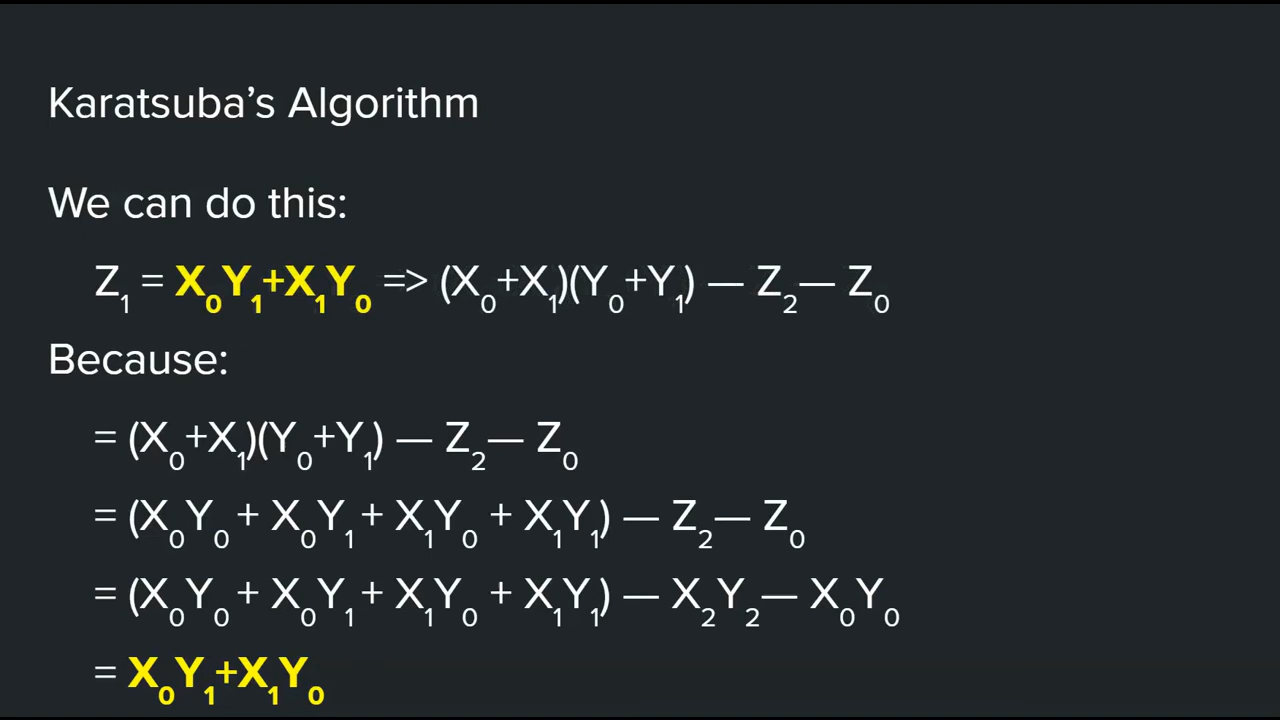 Karatsuba’s Algorithm
We can do this:
Z₁ = X₀Y₁+X₁Y₀ => (X₀+X₁)(Y₀+Y₁) — Z₂— Z₀
Because:
= (X₀+X₁)(Y₀+Y₁) — Z₂— Z₀
= (X₀Y₀ + X₀Y₁ + X₁Y₀ + X₁Y₁) — Z₂— Z₀
= (X₀Y₀ + X₀Y₁ + X₁Y₀ + X₁Y₁) — X₂Y₂— X₀Y₀
= X₀Y₁+X₁Y₀